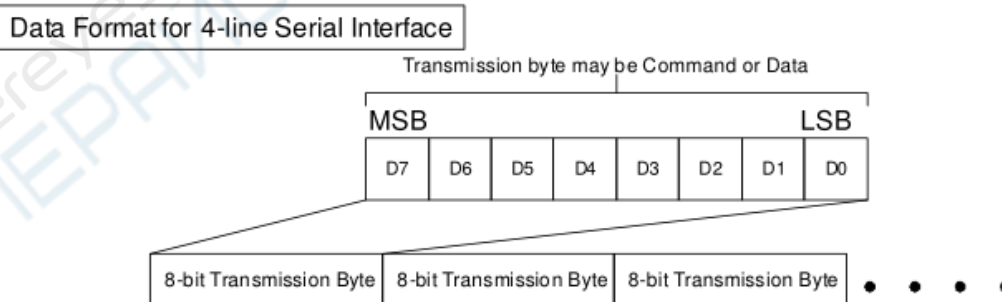 Data Format for 4-line Serial Interface
Transmission byte may be Command or Data
MSB LSB
D7 D6 D5 D4 D3 D2 D1 D0
8-bit Transmission Byte 8-bit Transmission Byte 8-bit Transmission Byte